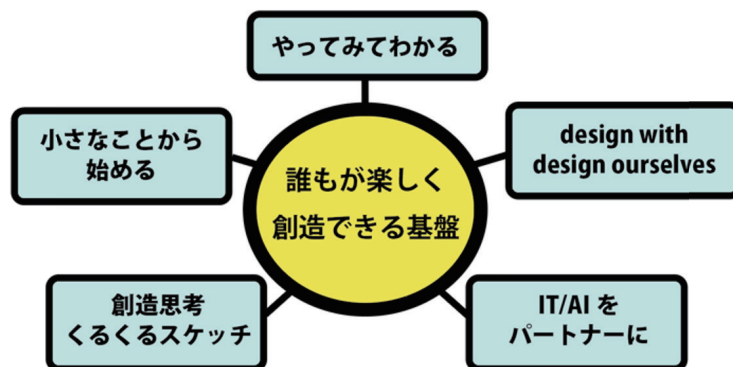 やってみてわかる
小さなことから
始める
design with
design ourselves
誰もが楽しく
創造できる基盤
創造思考
くるくるスケッチ
IT/AI を
パートナーに